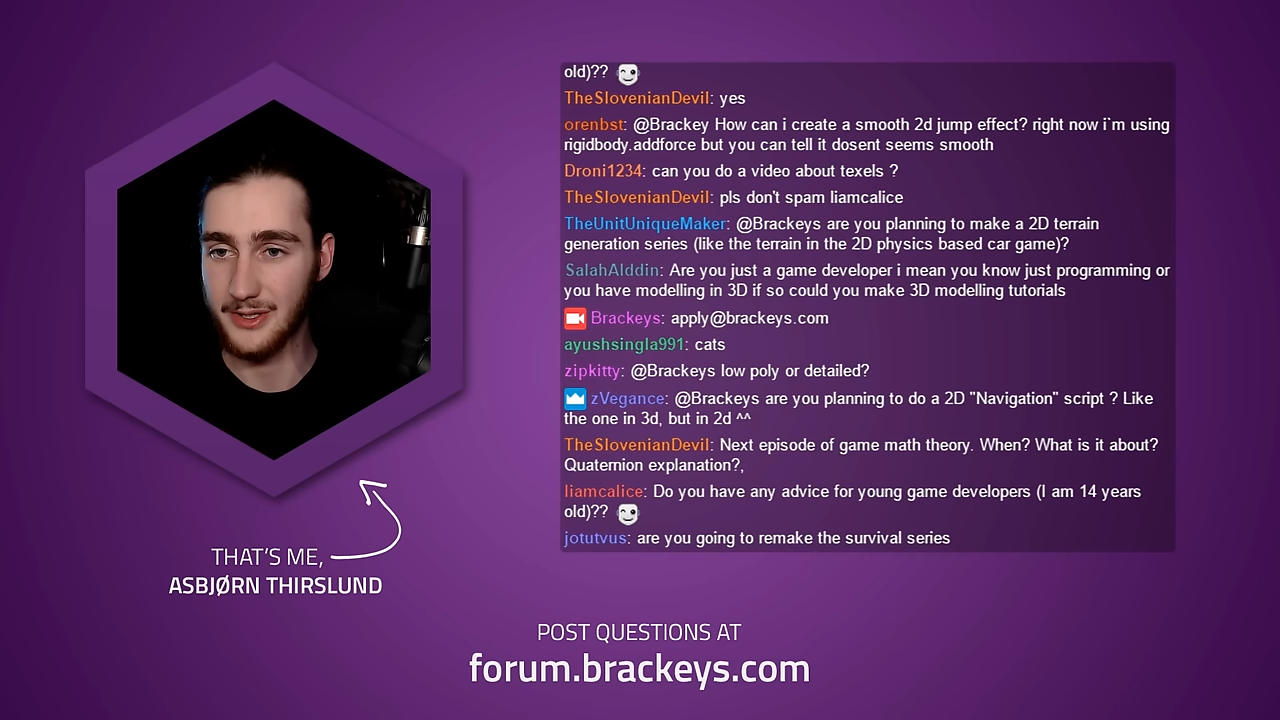 old)??
TheSlovenianDevil: yes
orenbst: @Brackey How can i create a smooth 2d jump effect? right now i`m using
rigidbody.addforce but you can tell it dosent seems smooth
Droni1234: can you do a video about texels ?
TheSlovenianDevil: pls don't spam liamcalice
TheUnitUniqueMaker: @Brackeys are you planning to make a 2D terrain
generation series (like the terrain in the 2D physics based car game)?
SalahAlddin: Are you just a game developer i mean you know just programming or
you have modelling in 3D if so could you make 3D modelling tutorials
Brackeys: apply@brackeys.com
ayushsingla991: cats
zipkitty: @Brackeys low poly or detailed?
zVegance: @Brackeys are you planning to do a 2D "Navigation" script ? Like
the one in 3d, but in 2d ^^
TheSlovenianDevil: Next episode of game math theory. When? What is it about?
Quaternion explanation?,
liamcalice: Do you have any advice for young game developers (I am 14 years
old)??
jotutvus: are you going to remake the survival series
THAT'S ME,
ASBJØRN THIRSLUND
POST QUESTIONS AT
forum.brackeys.com